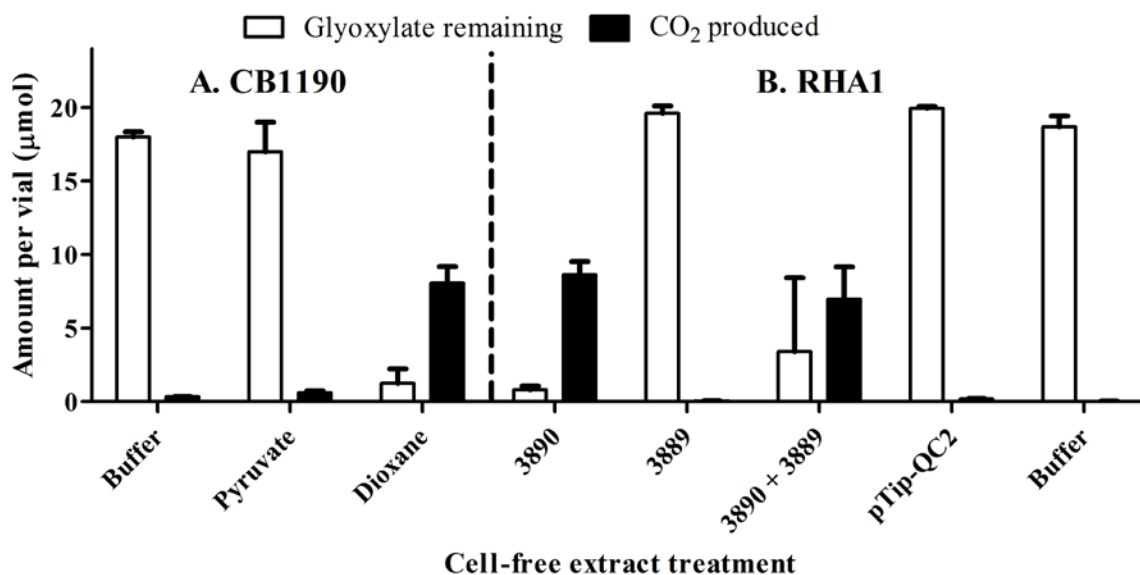 Glyoxylate remaining CO₂ produced
A. CB1190 B. RHA1
Amount per vial (μmol)
20
15
10
5
0
Buffer Pyruvate Dioxane 3890 3889 3890 + 3889 pTip-QC2 Buffer
Cell-free extract treatment